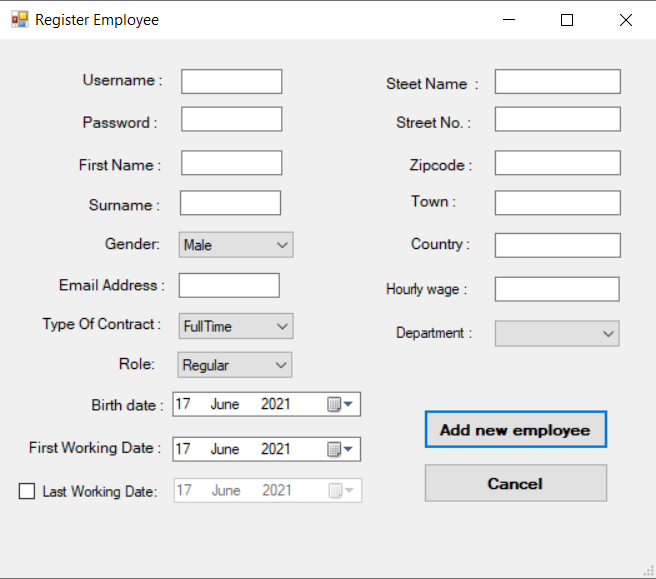 Register Employee
Username :
Password :
First Name :
Surname :
Gender: Male
Email Address :
Type Of Contract : FullTime
Role: Regular
Birth date : 17 June 2021
First Working Date : 17 June 2021
Last Working Date: 17 June 2021
Steet Name :
Street No. :
Zipcode :
Town :
Country :
Hourly wage :
Department :
Add new employee
Cancel